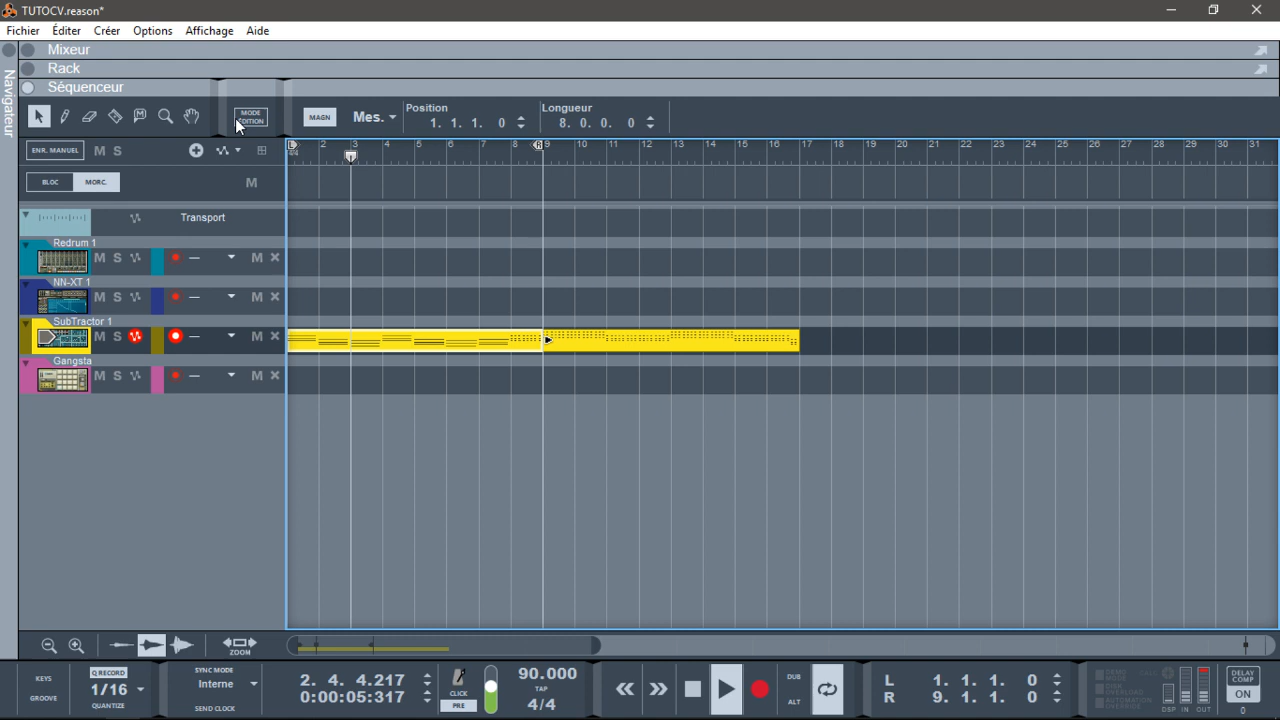 TUTOCV.reason*
Fichier Éditer Créer Options Affichage Aide
Mixeur
Rack
Séquenceur
Navigateur
MODE ÉDITION
MAGN Mes.
Position
1. 1. 1. 0
Longueur
8. 0. 0. 0
ENR. MANUEL M S
L 2 3 4 5 6 7 8 R 9 10 11 12 13 14 15 16 17 18 19 20 21 22 23 24 25 26 27 28 29 30 31
BLOC MORC. M
Transport
Redrum 1
M S M
NN-XT 1
M S M
SubTractor 1
M S M
Gangsta
M S M
ZOOM
KEYS
GROOVE
Q RECORD
1/16
QUANTIZE
SYNC MODE
Interne
SEND CLOCK
2. 4. 4.217
0:00:05:317
CLICK
PRE
90.000
TAP
4/4
DUB
ALT
L 1. 1. 1. 0
R 9. 1. 1. 0
DISK OVERLOAD
AUTOMATION OVERRIDE
DSP IN OUT
DELAY COMP
ON
0